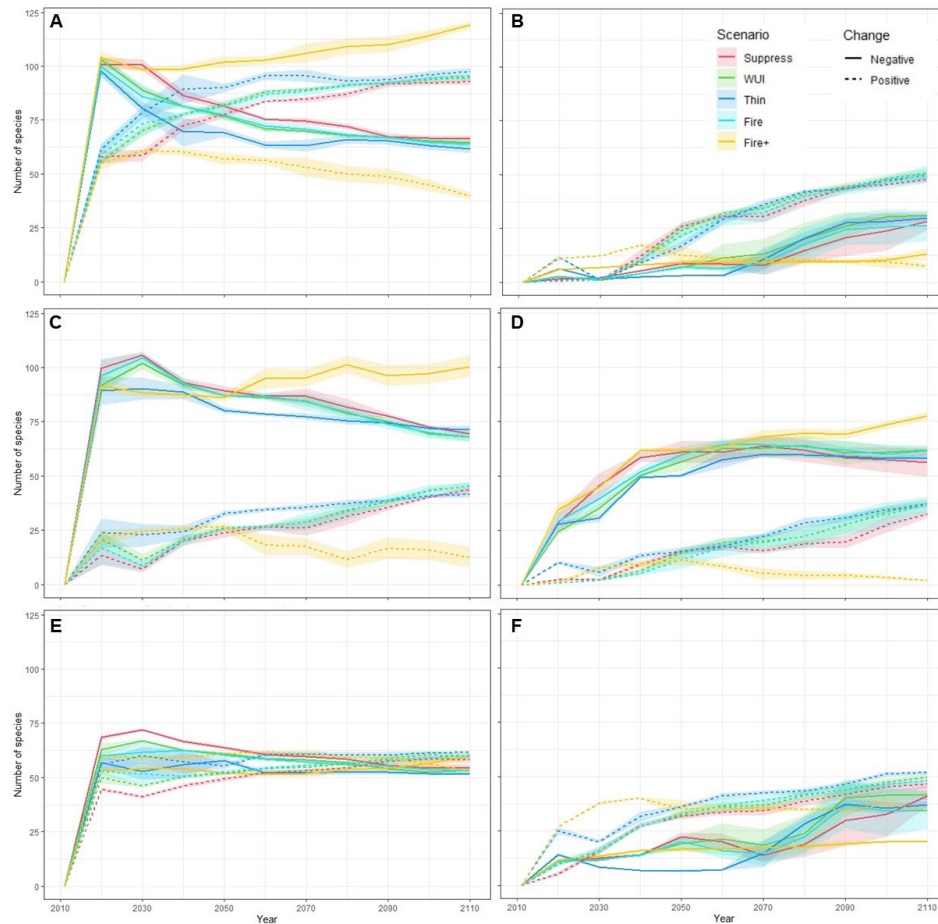 A
B
Scenario
Change
Suppress
Negative
WUI
Positive
Thin
Fire
Fire+
Number of species
125
100
75
50
25
0
C
D
Number of species
125
100
75
50
25
0
E
F
Number of species
125
100
75
50
25
0
2010
2030
2050
2070
2090
2110
2010
2030
2050
2070
2090
2110
Year
Year